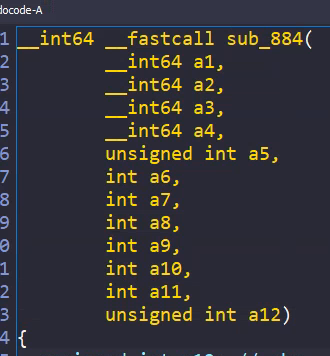 docode-A
1 __int64 __fastcall sub_884(
2 __int64 a1,
3 __int64 a2,
4 __int64 a3,
5 __int64 a4,
6 unsigned int a5,
7 int a6,
8 int a7,
9 int a8,
0 int a9,
1 int a10,
2 int a11,
3 unsigned int a12)
4 {